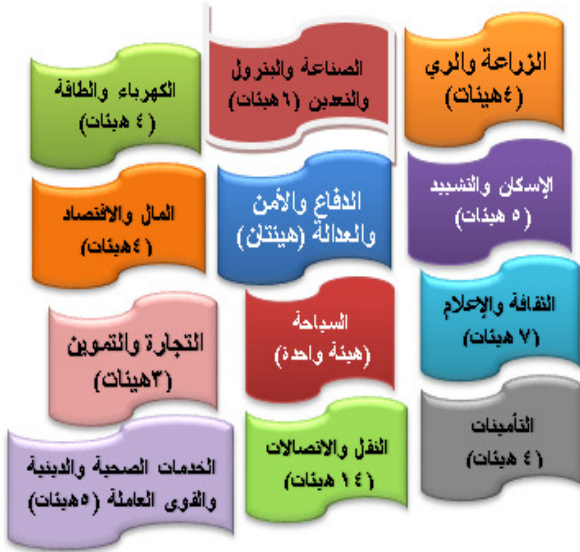 الزراعة والري
(٤هيئات)
الصناعة والبترول
والتعدين (٦هيئات)
الكهرباء والطاقة
(٤ هيئات)
الإسكان والتشييد
(٥ هيئات)
الدفاع والأمن
والعدالة (هيئتان)
المال والاقتصاد
(٤هيئات)
الثقافة والإعلام
(٧ هيئات)
السياحة
(هيئة واحدة)
التجارة والتموين
(٣هيئات)
التأمينات
(٤ هيئات)
النقل والاتصالات
(١٤ هيئات)
الخدمات الصحية والدينية
والقوى العاملة (٥هيئات)